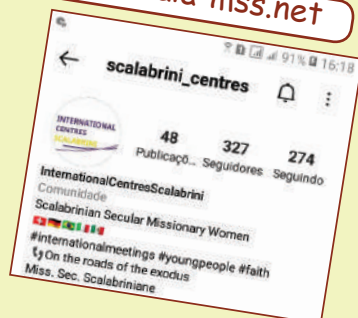 mss.net
91% 16:18
scalabrini_centres
INTERNATIONAL
CENTRES
SCALABRINI
48 327 274
Publicaçõ... Seguidores Seguindo
InternationalCentresScalabrini
Comunidade
Scalabrinian Secular Missionary Women
#internationalmeetings #youngpeople #faith
On the roads of the exodus
Miss. Sec. Scalabriniane